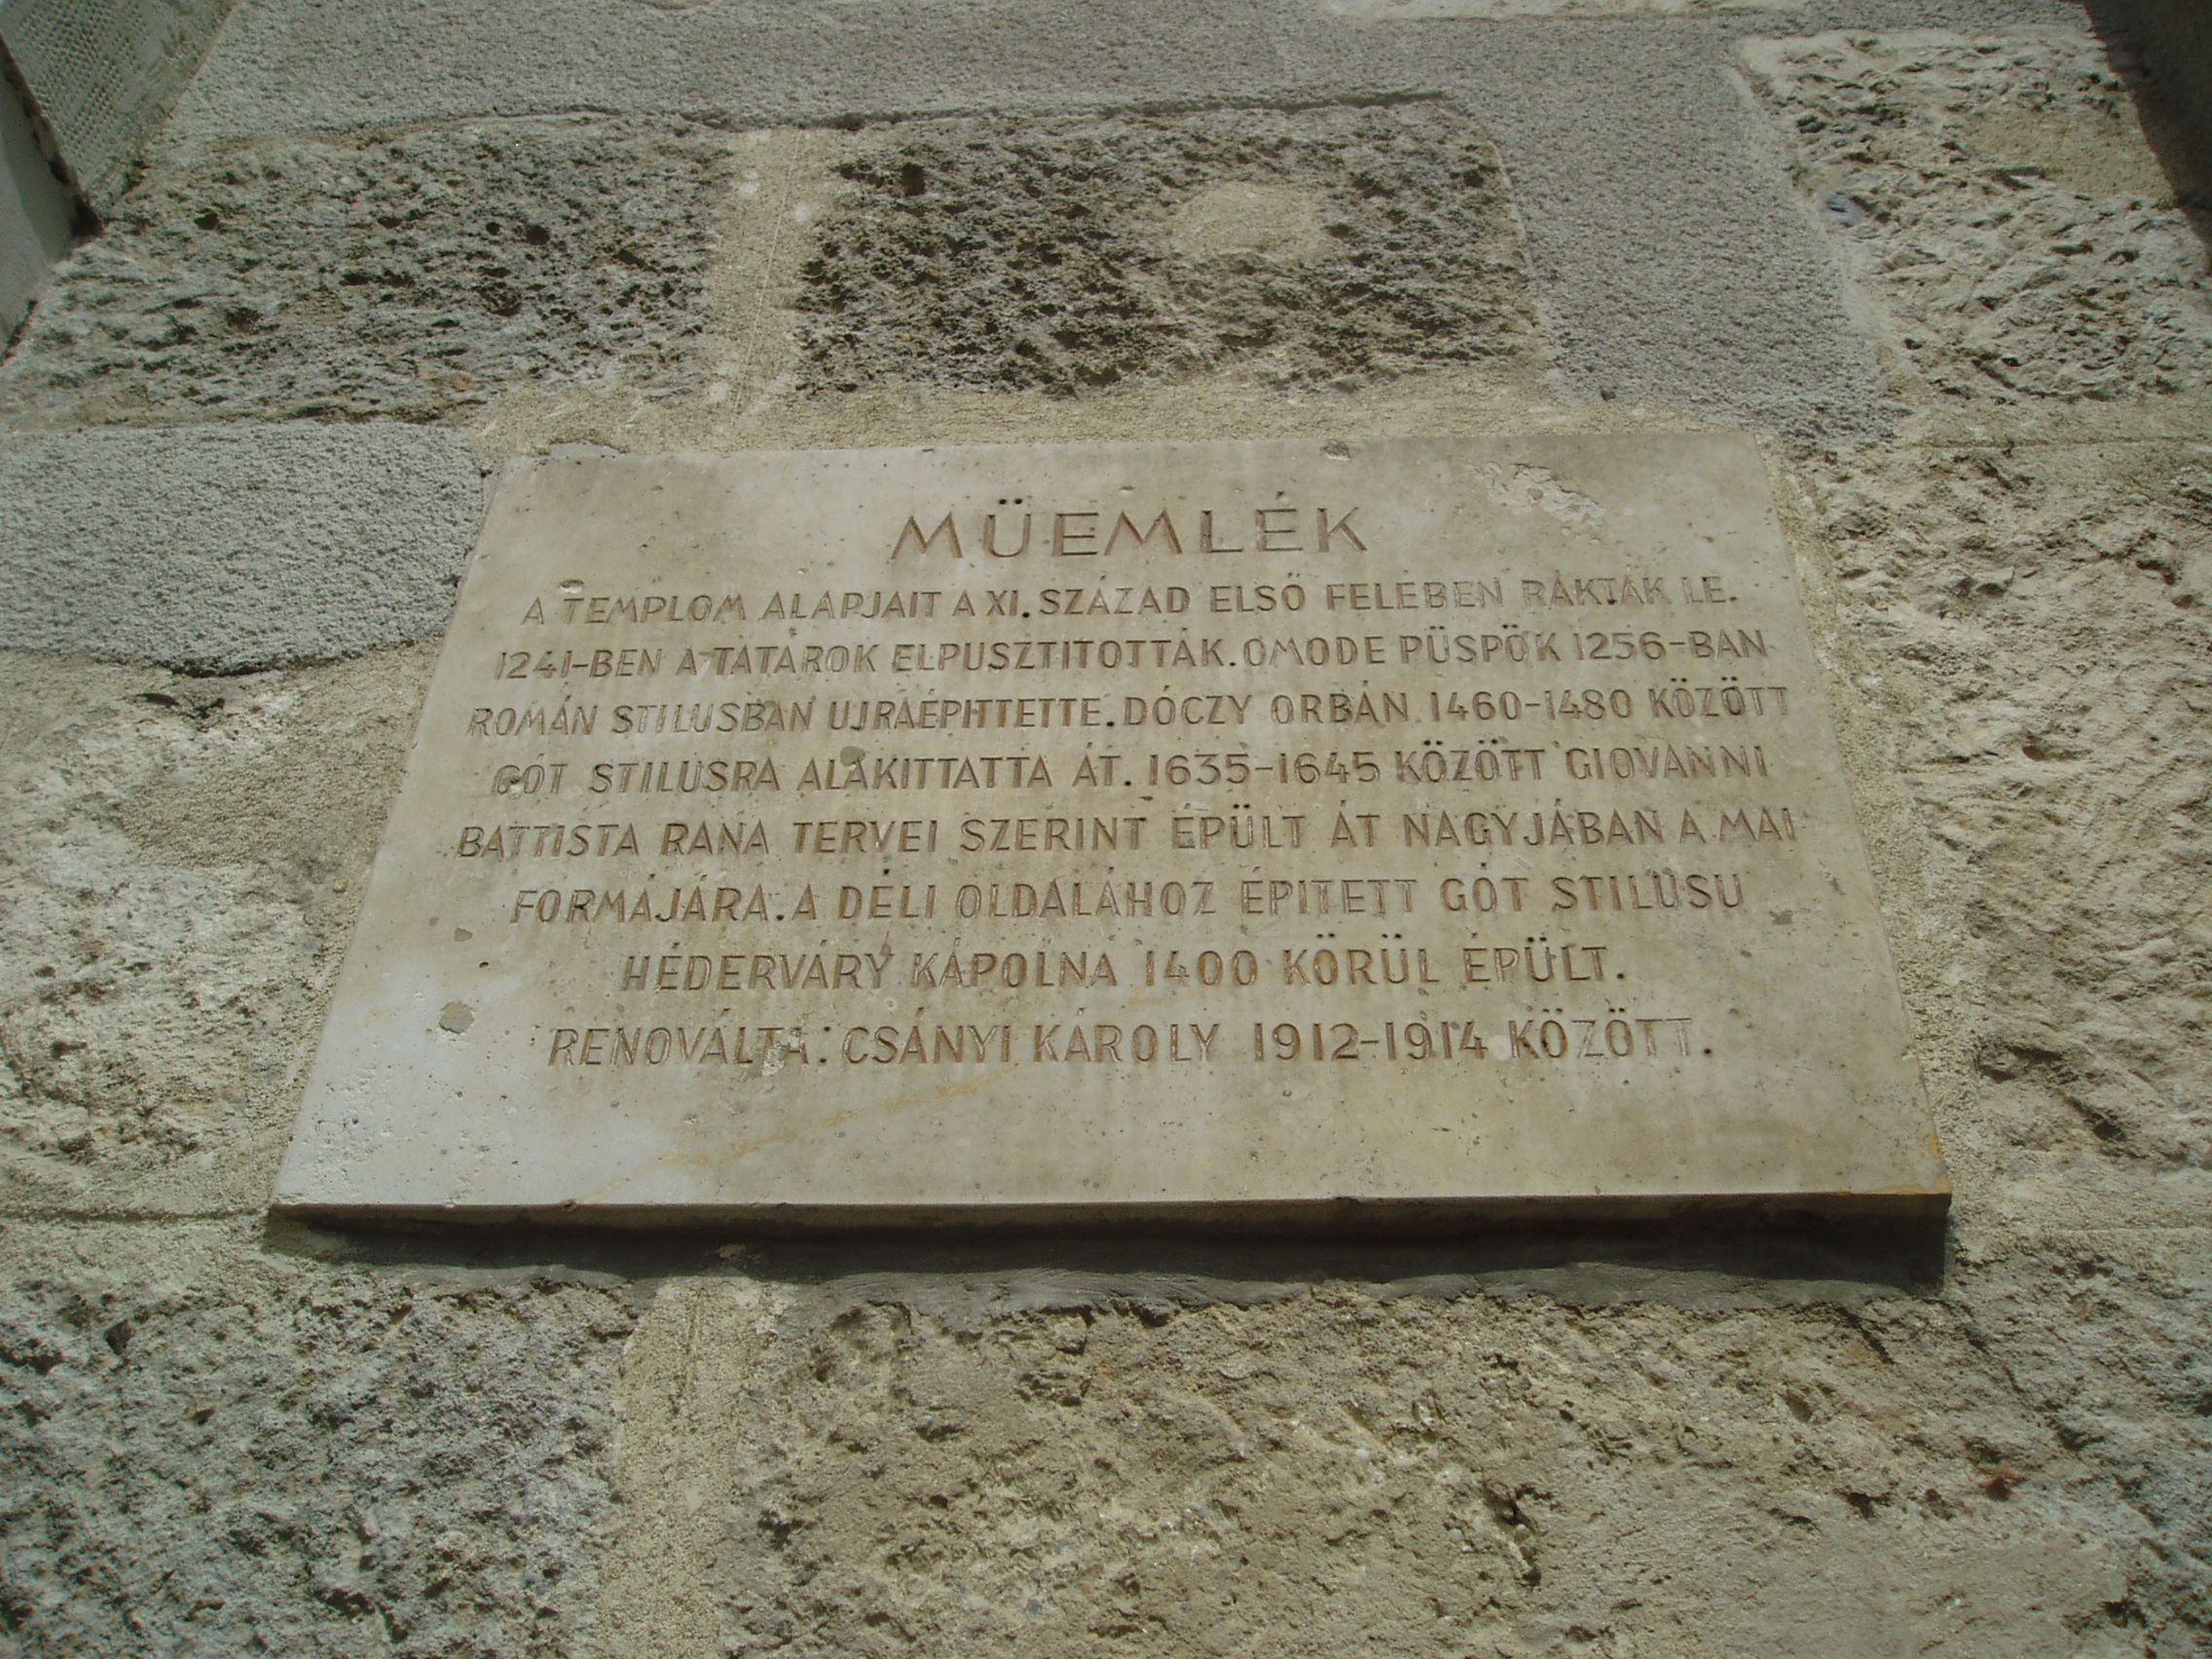 MÜEMLÉK
A TEMPLOM ALAPJAIT A XI. SZÁZAD ELSŐ FELÉBEN RAKTÁK LE.
1241-BEN A TATÁROK ELPUSZTITOTTÁK. OMODE PÜSPÖK 1256-BAN
ROMÁN STILUSBAN UJRAÉPITTETTE. DÓCZY ORBÁN 1460-1480 KÖZÖTT
GÓT STILUSRA ALAKITTATTA ÁT. 1635-1645 KÖZÖTT GIOVANNI
BATTISTA RANA TERVEI SZERINT ÉPÜLT ÁT NAGYJÁBAN A MAI
FORMÁJÁRA. A DÉLI OLDALÁHOZ ÉPITETT GÓT STILUSU
HÉDERVÁRY KÁPOLNA 1400 KÖRÜL ÉPÜLT.
RENOVÁLTA: CSÁNYI KÁROLY 1912-1914 KÖZÖTT.